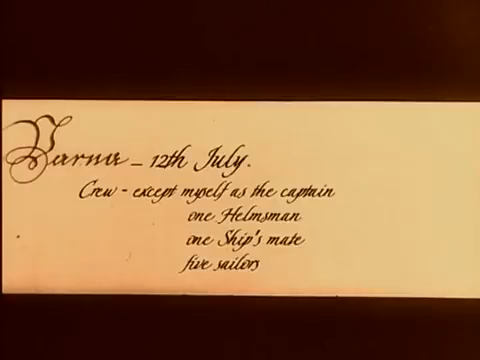 Varna - 12th July.
Crew - except myself as the captain
one Helmsman
one Ship's mate
five sailors